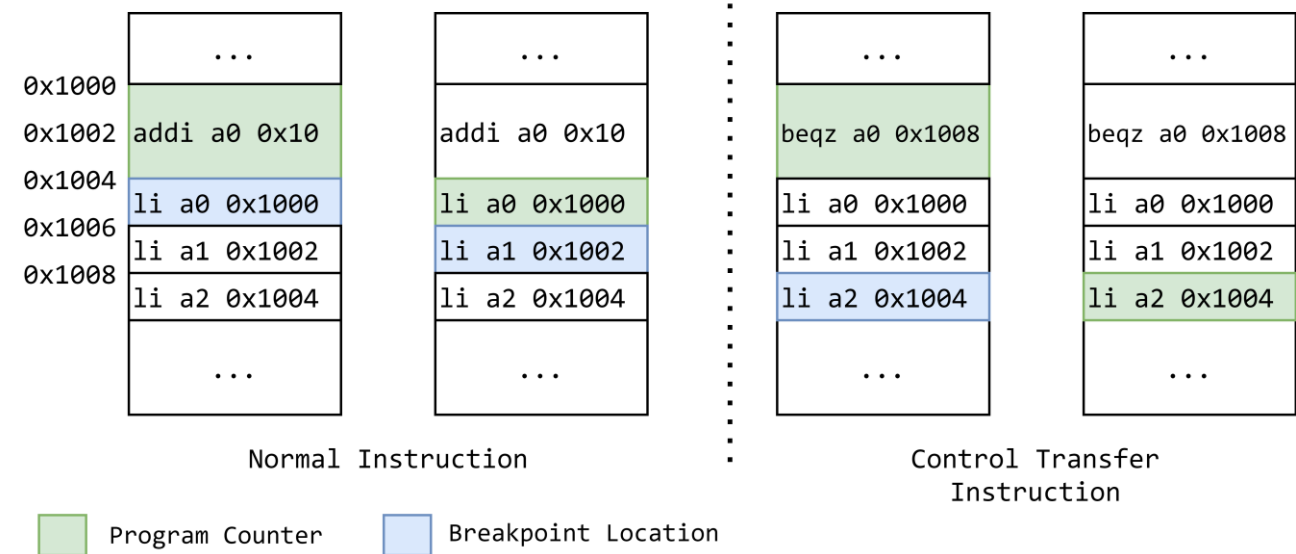 ...
...
...
...
0x1000
0x1002
addi a0 0x10
addi a0 0x10
beqz a0 0x1008
beqz a0 0x1008
0x1004
li a0 0x1000
li a0 0x1000
li a0 0x1000
li a0 0x1000
0x1006
li a1 0x1002
li a1 0x1002
li a1 0x1002
li a1 0x1002
0x1008
li a2 0x1004
li a2 0x1004
li a2 0x1004
li a2 0x1004
...
...
...
...
Normal Instruction
Control Transfer
Instruction
Program Counter
Breakpoint Location